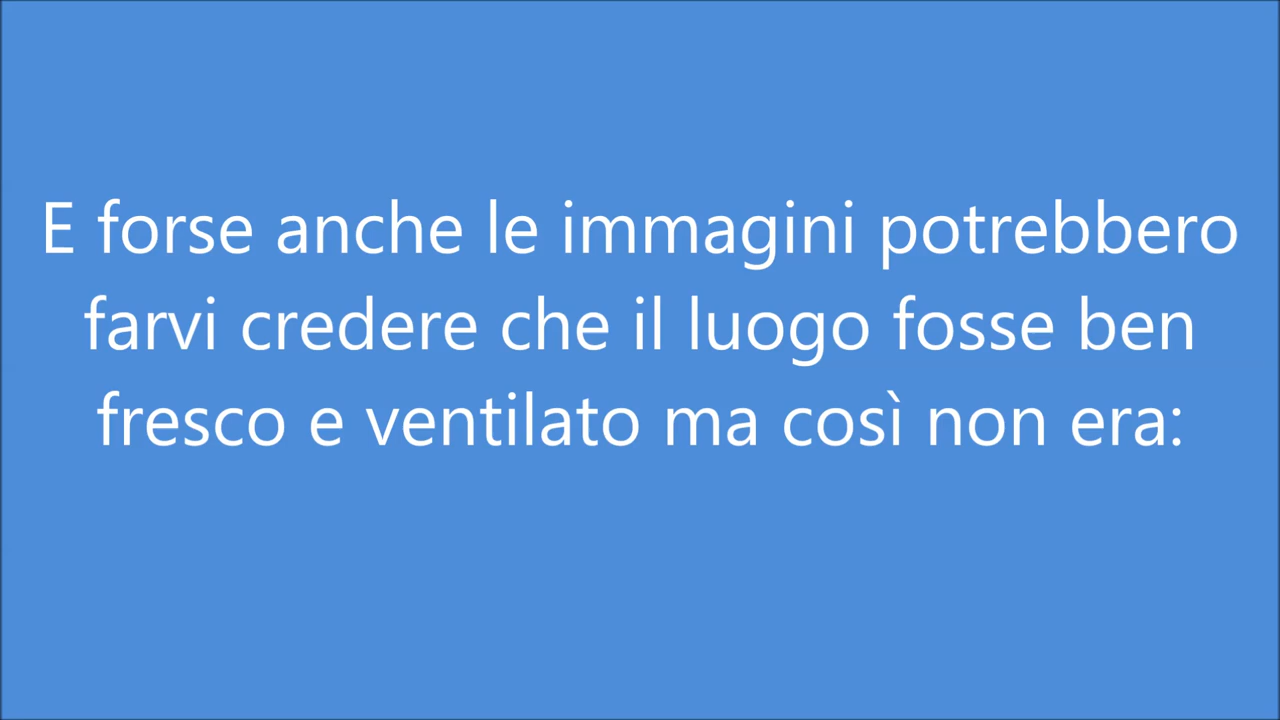 E forse anche le immagini potrebbero
farvi credere che il luogo fosse ben
fresco e ventilato ma così non era: